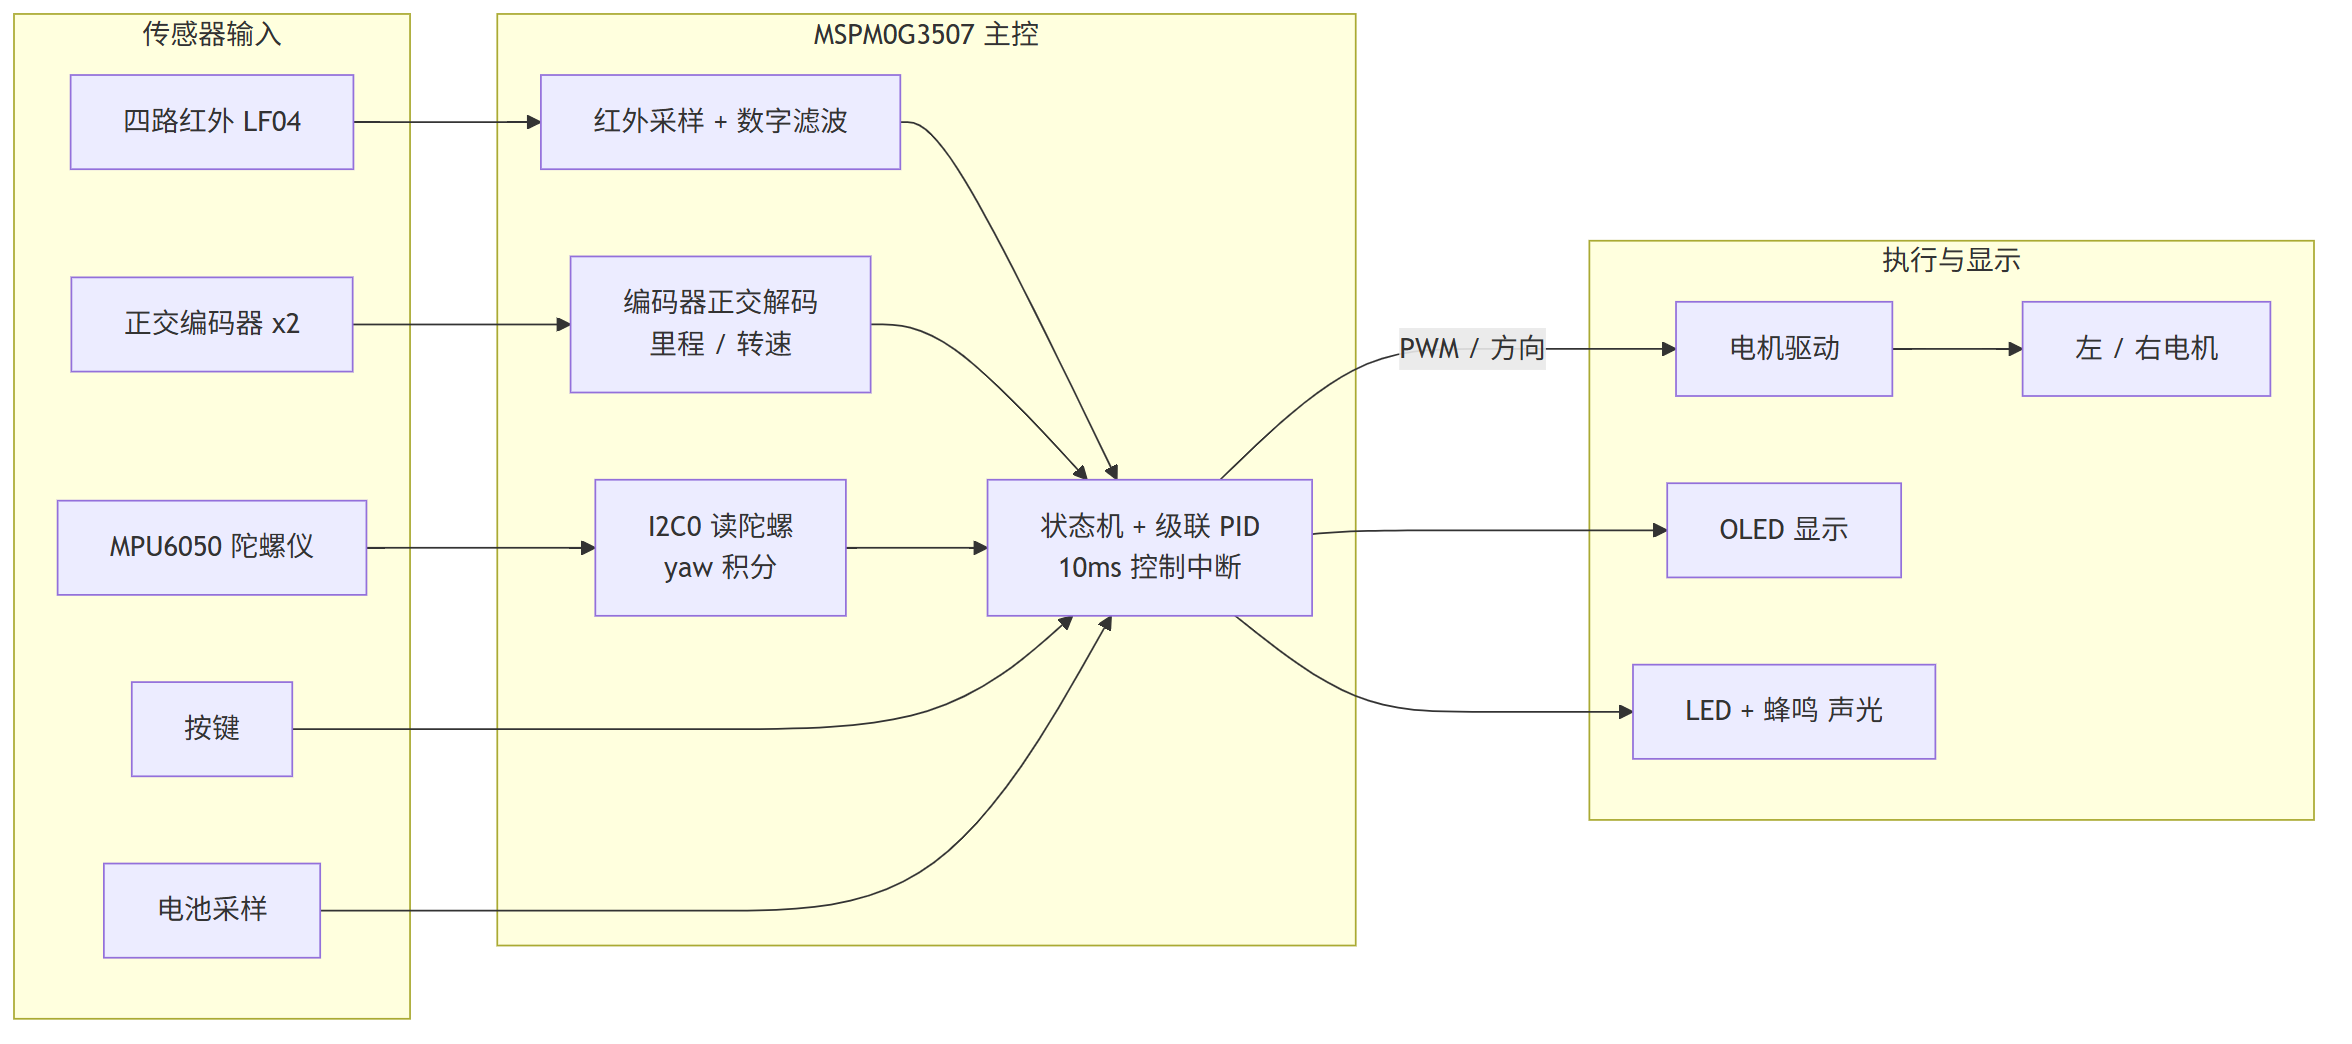 传感器输入
四路红外 LF04
正交编码器 x2
MPU6050 陀螺仪
按键
电池采样
MSPM0G3507 主控
红外采样 + 数字滤波
编码器正交解码
里程 / 转速
I2C0 读陀螺
yaw 积分
状态机 + 级联 PID
10ms 控制中断
PWM / 方向
执行与显示
电机驱动
左 / 右电机
OLED 显示
LED + 蜂鸣 声光